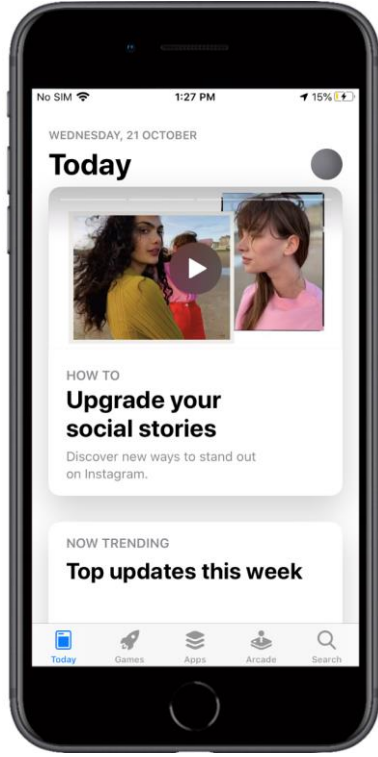 No SIM 1:27 PM 15%
WEDNESDAY, 21 OCTOBER
Today
HOW TO
Upgrade your
social stories
Discover new ways to stand out
on Instagram.
NOW TRENDING
Top updates this week
Today Games Apps Arcade Search